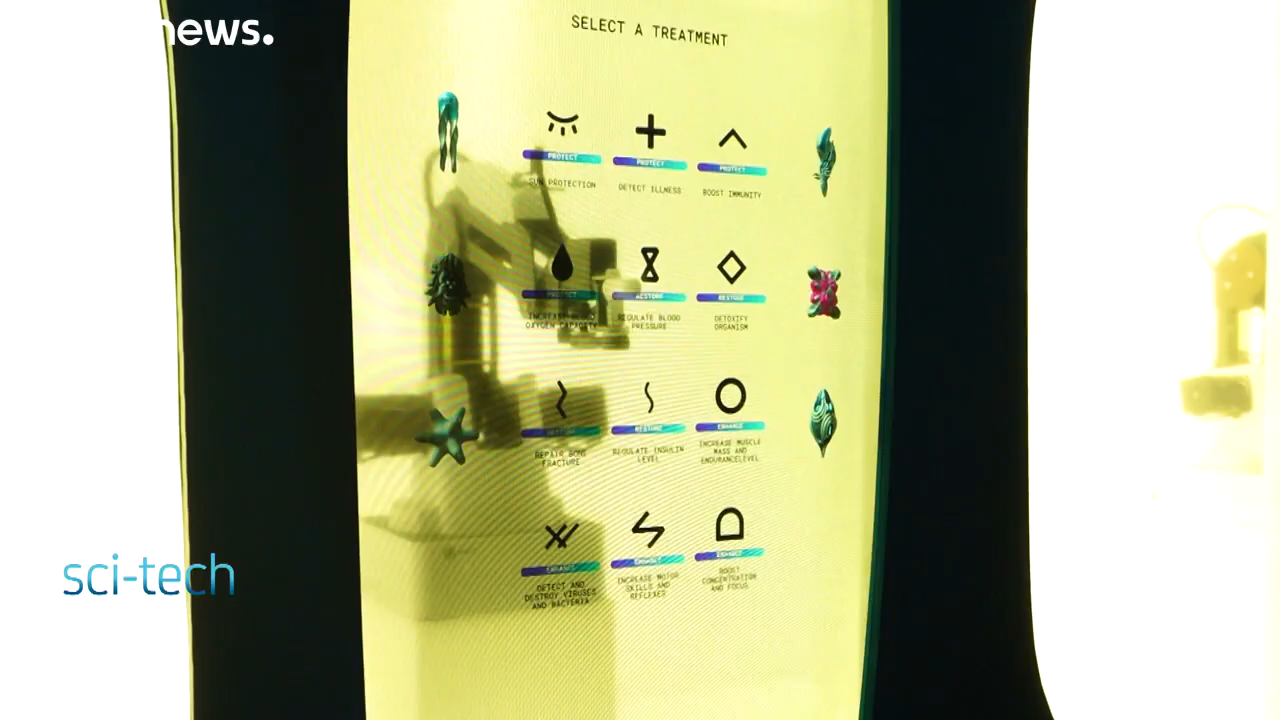 news.
SELECT A TREATMENT
PROTECT
PROTECT
PROTECT
SUN PROTECTION
DETECT ILLNESS
BOOST IMMUNITY
PROTECT
RESTORE
RESTORE
INCREASE BLOOD
OXYGEN CAPACITY
REGULATE BLOOD
PRESSURE
DETOXIFY
ORGANISM
RESTORE
ENHANCE
REPAIR BONE
FRACTURE
REGULATE INSULIN
LEVEL
INCREASE MUSCLE
MASS AND
ENDURANCELEVEL
ENHANCE
ENHANCE
ENHANCE
DETECT AND
DESTROY VIRUSES
AND BACTERIA
INCREASE MOTOR
SKILLS AND
REFLEXES
BOOST
CONCENTRATION
AND FOCUS
sci-tech